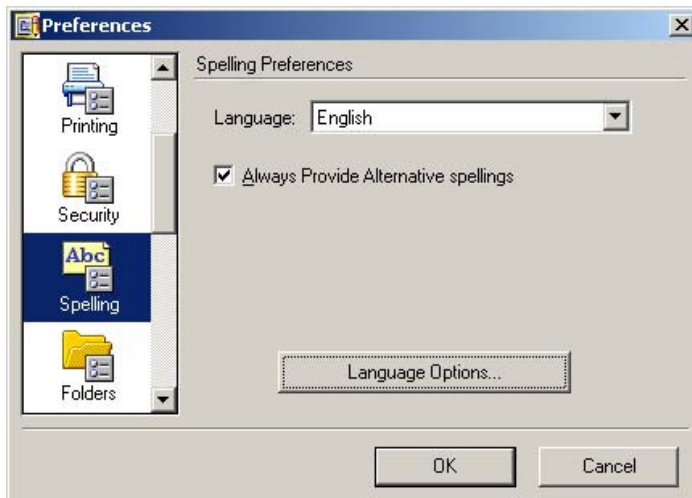 Preferences
Printing
Security
Abc
Spelling
Folders
Spelling Preferences
Language: English
Always Provide Alternative spellings
Language Options...
OK Cancel